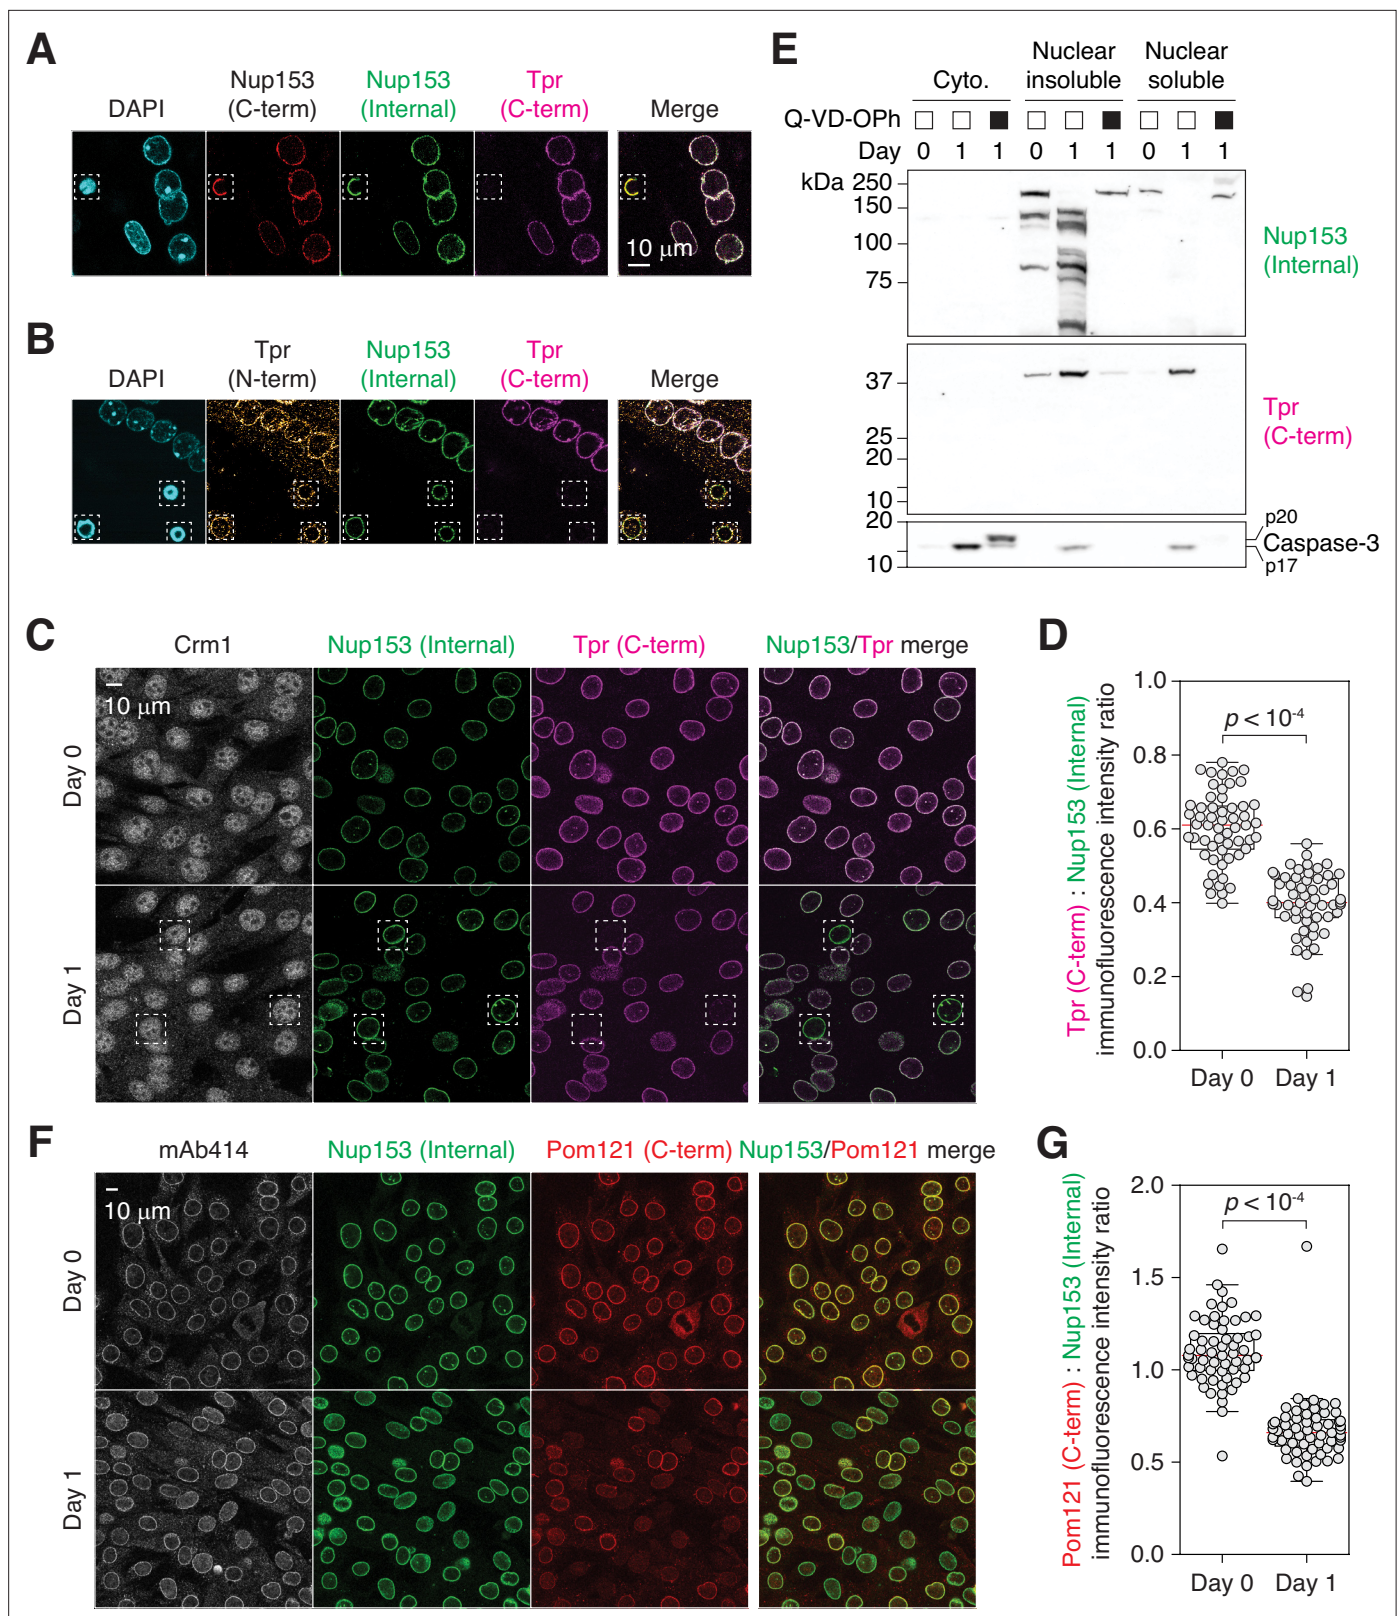 A
DAPI
Nup153
(C-term)
Nup153
(Internal)
Tpr
(C-term)
Merge
10 µm
B
DAPI
Tpr
(N-term)
Nup153
(Internal)
Tpr
(C-term)
Merge
E
Cyto.
Nuclear
insoluble
Nuclear
soluble
Q-VD-OPh
Day 0 1 1 0 1 1 0 1 1
kDa 250
150
100
75
Nup153
(Internal)
37
25
20
10
Tpr
(C-term)
20
10
p20
Caspase-3
p17
C
Crm1
Nup153 (Internal)
Tpr (C-term)
Nup153/Tpr merge
10 µm
Day 0
Day 1
D
Tpr (C-term) : Nup153 (Internal)
immunofluorescence intensity ratio
1.0
0.8
0.6
0.4
0.2
0.0
p < 10-4
Day 0 Day 1
F
mAb414
Nup153 (Internal)
Pom121 (C-term)
Nup153/Pom121 merge
10 µm
Day 0
Day 1
G
Pom121 (C-term) : Nup153 (Internal)
immunofluorescence intensity ratio
2.0
1.5
1.0
0.5
0.0
p < 10-4
Day 0 Day 1